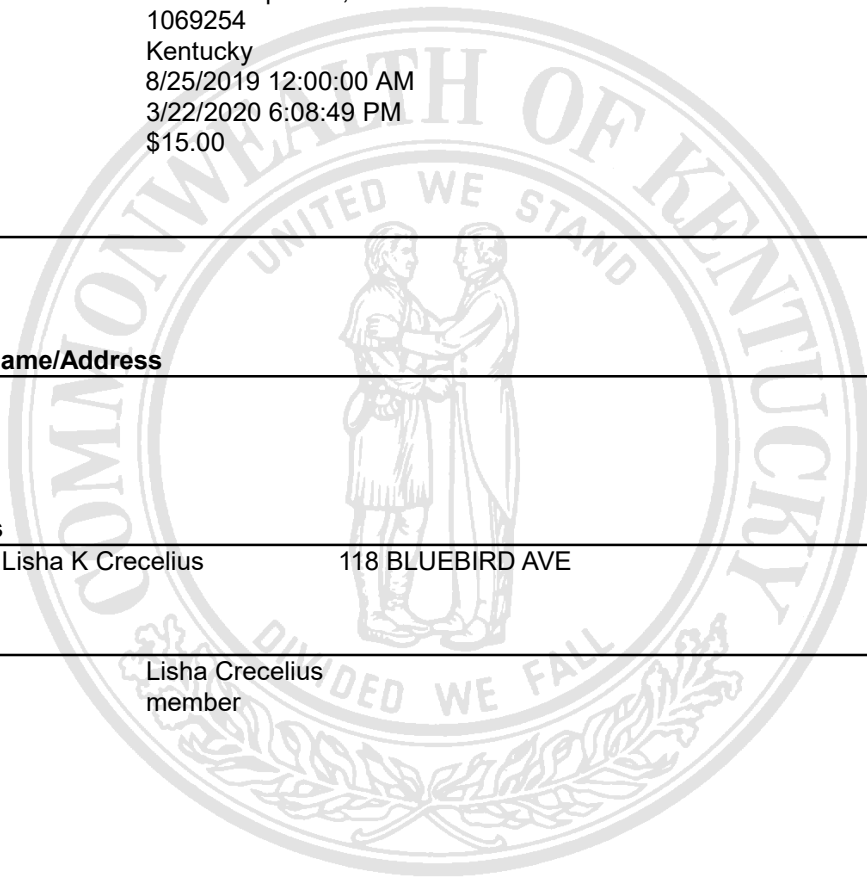 1069254
Kentucky
8/25/2019 12:00:00 AM
3/22/2020 6:08:49 PM
$15.00
COMMONWEALTH OF KENTUCKY
UNITED WE STAND
ame/Address
s
Lisha K Crecelius 118 BLUEBIRD AVE
DIVIDED WE FALL
Lisha Crecelius
member